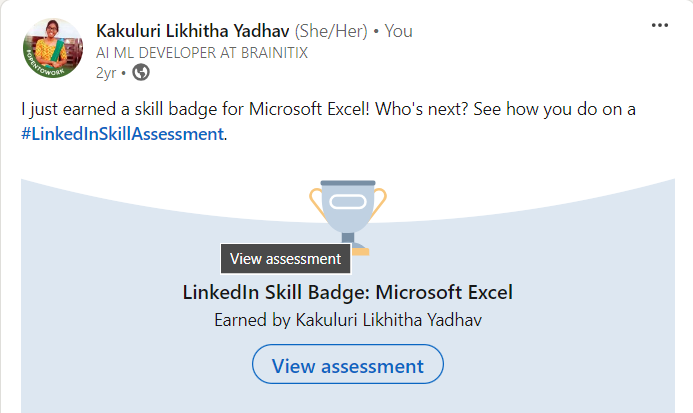 Kakuluri Likhitha Yadhav (She/Her) • You
AI ML DEVELOPER AT BRAINITIX
2yr •
#OPENTOWORK
I just earned a skill badge for Microsoft Excel! Who's next? See how you do on a
#LinkedInSkillAssessment.
View assessment
LinkedIn Skill Badge: Microsoft Excel
Earned by Kakuluri Likhitha Yadhav
View assessment